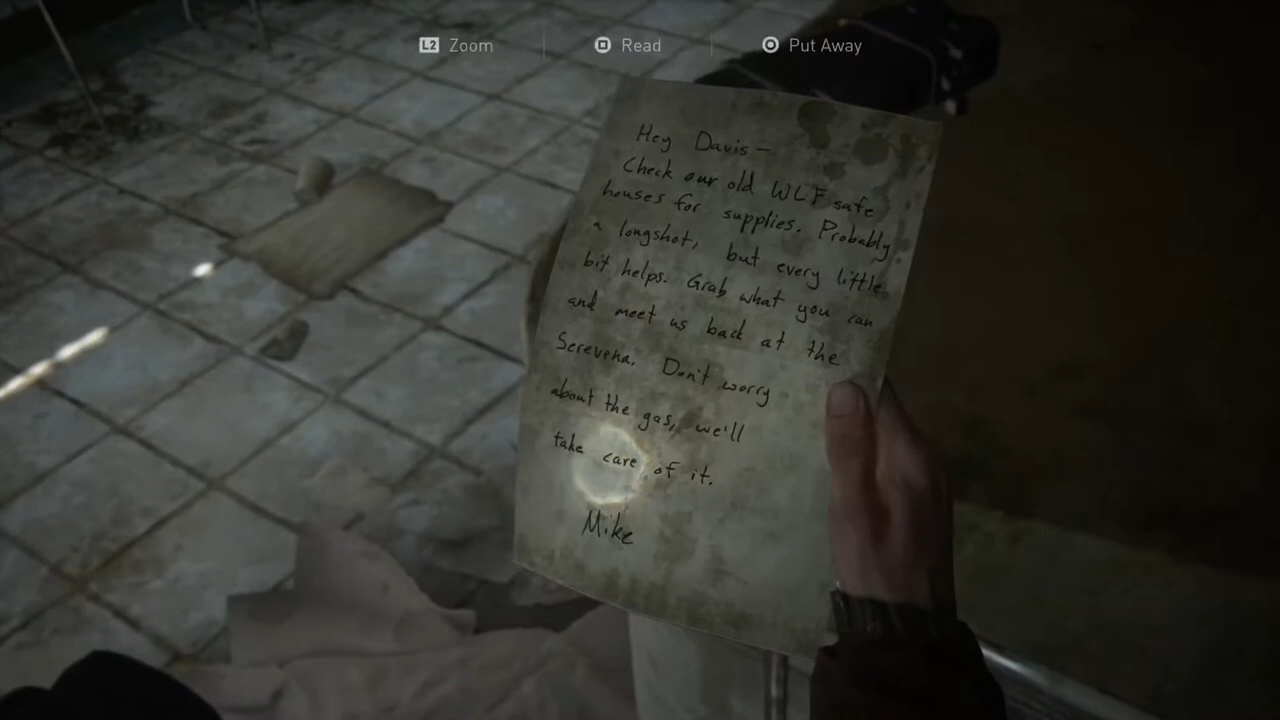 L2 Zoom Read Put Away
Hey Davis –
Check our old WLF safe
houses for supplies. Probably
a longshot, but every little
bit helps. Grab what you can
and meet us back at the
Serevena. Don't worry
about the gas, we'll
take care of it.
Mike